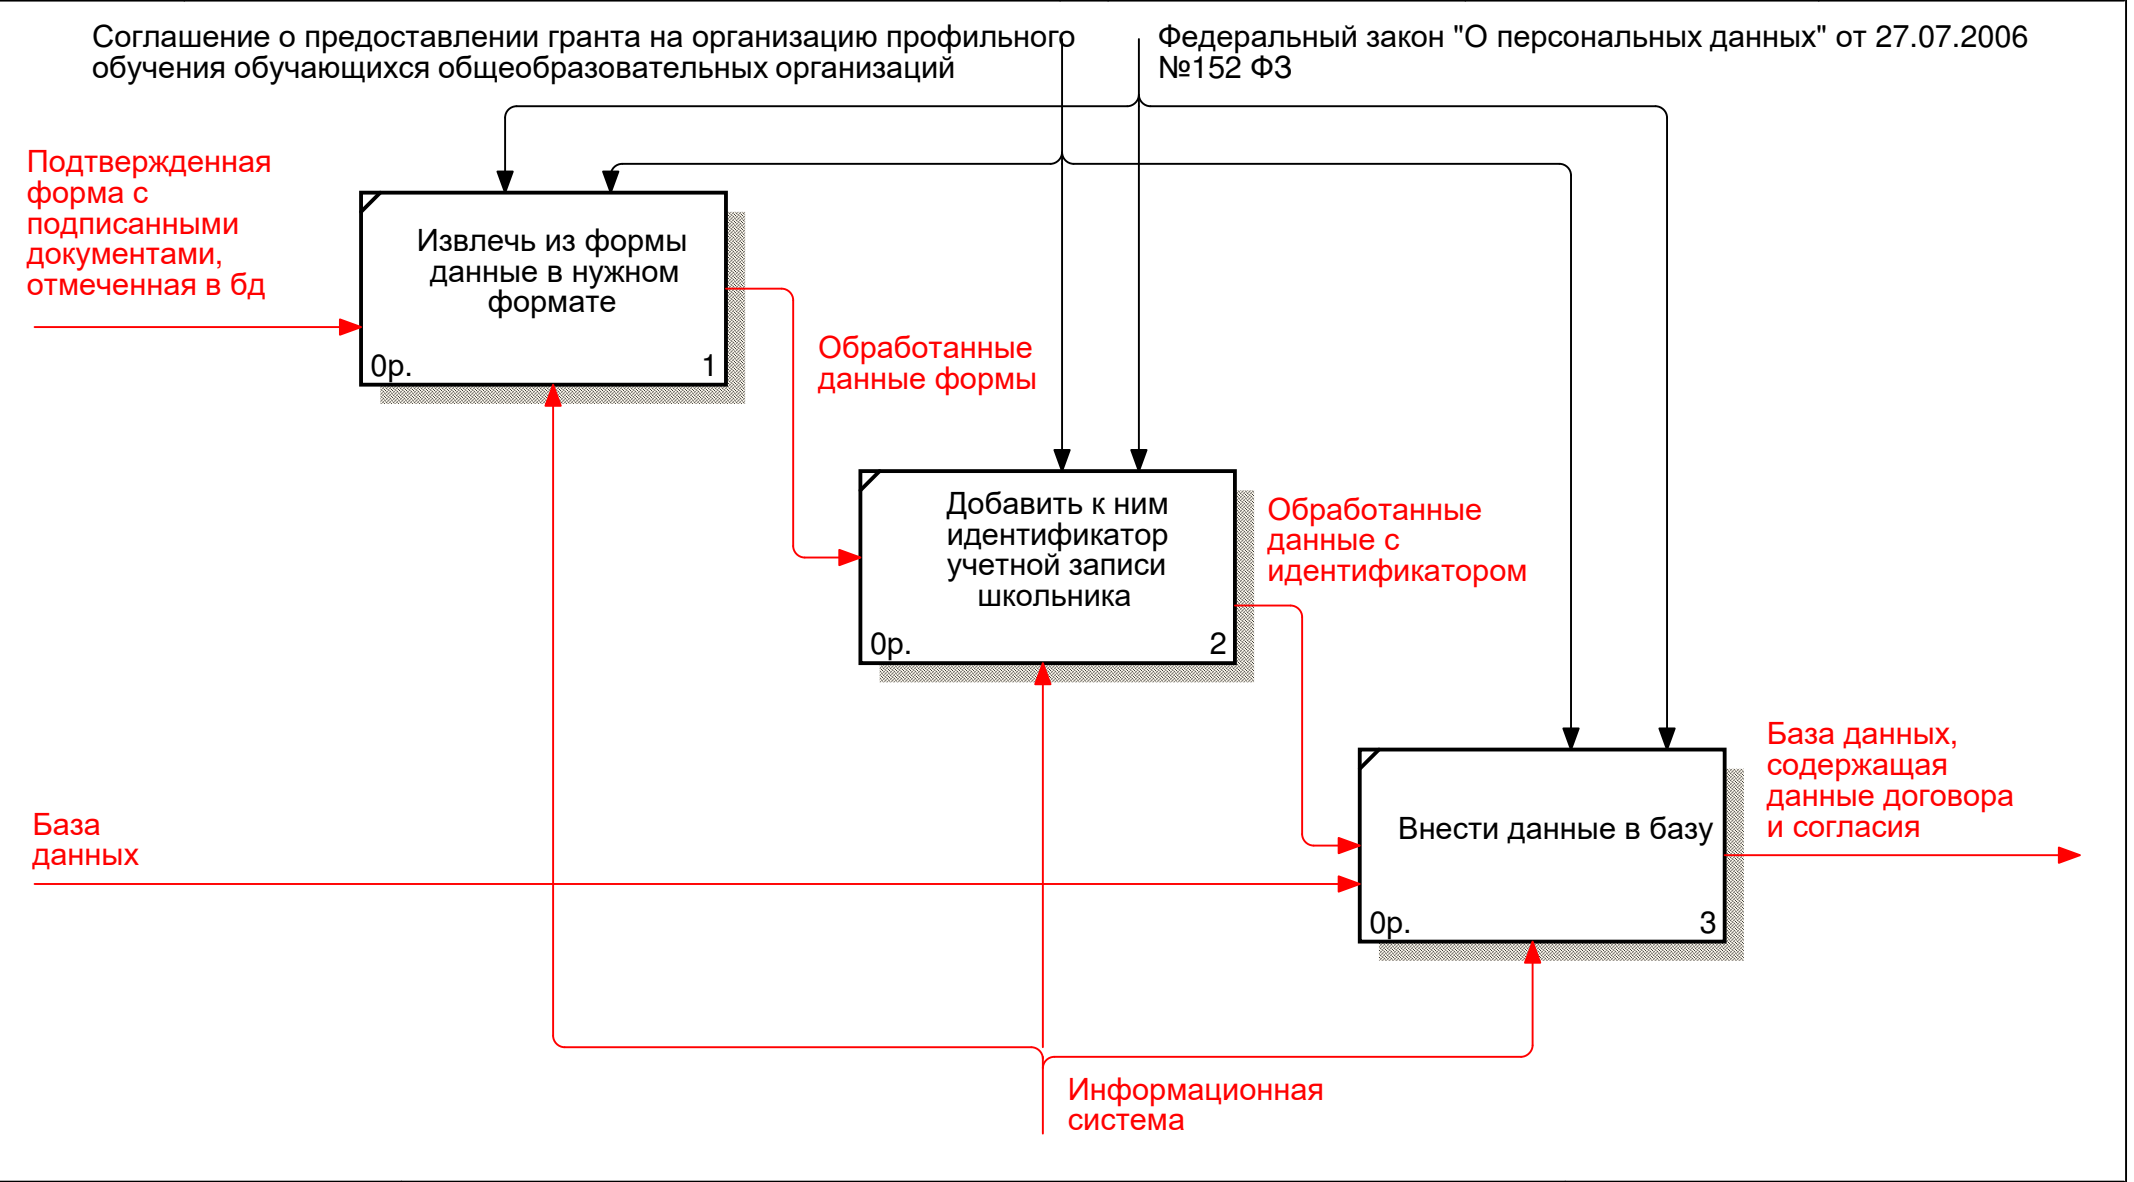 Соглашение о предоставлении гранта на организацию профильного
обучения обучающихся общеобразовательных организаций
Федеральный закон "О персональных данных" от 27.07.2006
№152 ФЗ
Подтвержденная
форма с
подписанными
документами,
отмеченная в бд
Извлечь из формы
данные в нужном
формате
0р.
1
Обработанные
данные формы
Добавить к ним
идентификатор
учетной записи
школьника
0р.
2
Обработанные
данные с
идентификатором
База
данных
Внести данные в базу
0р.
3
База данных,
содержащая
данные договора
и согласия
Информационная
система